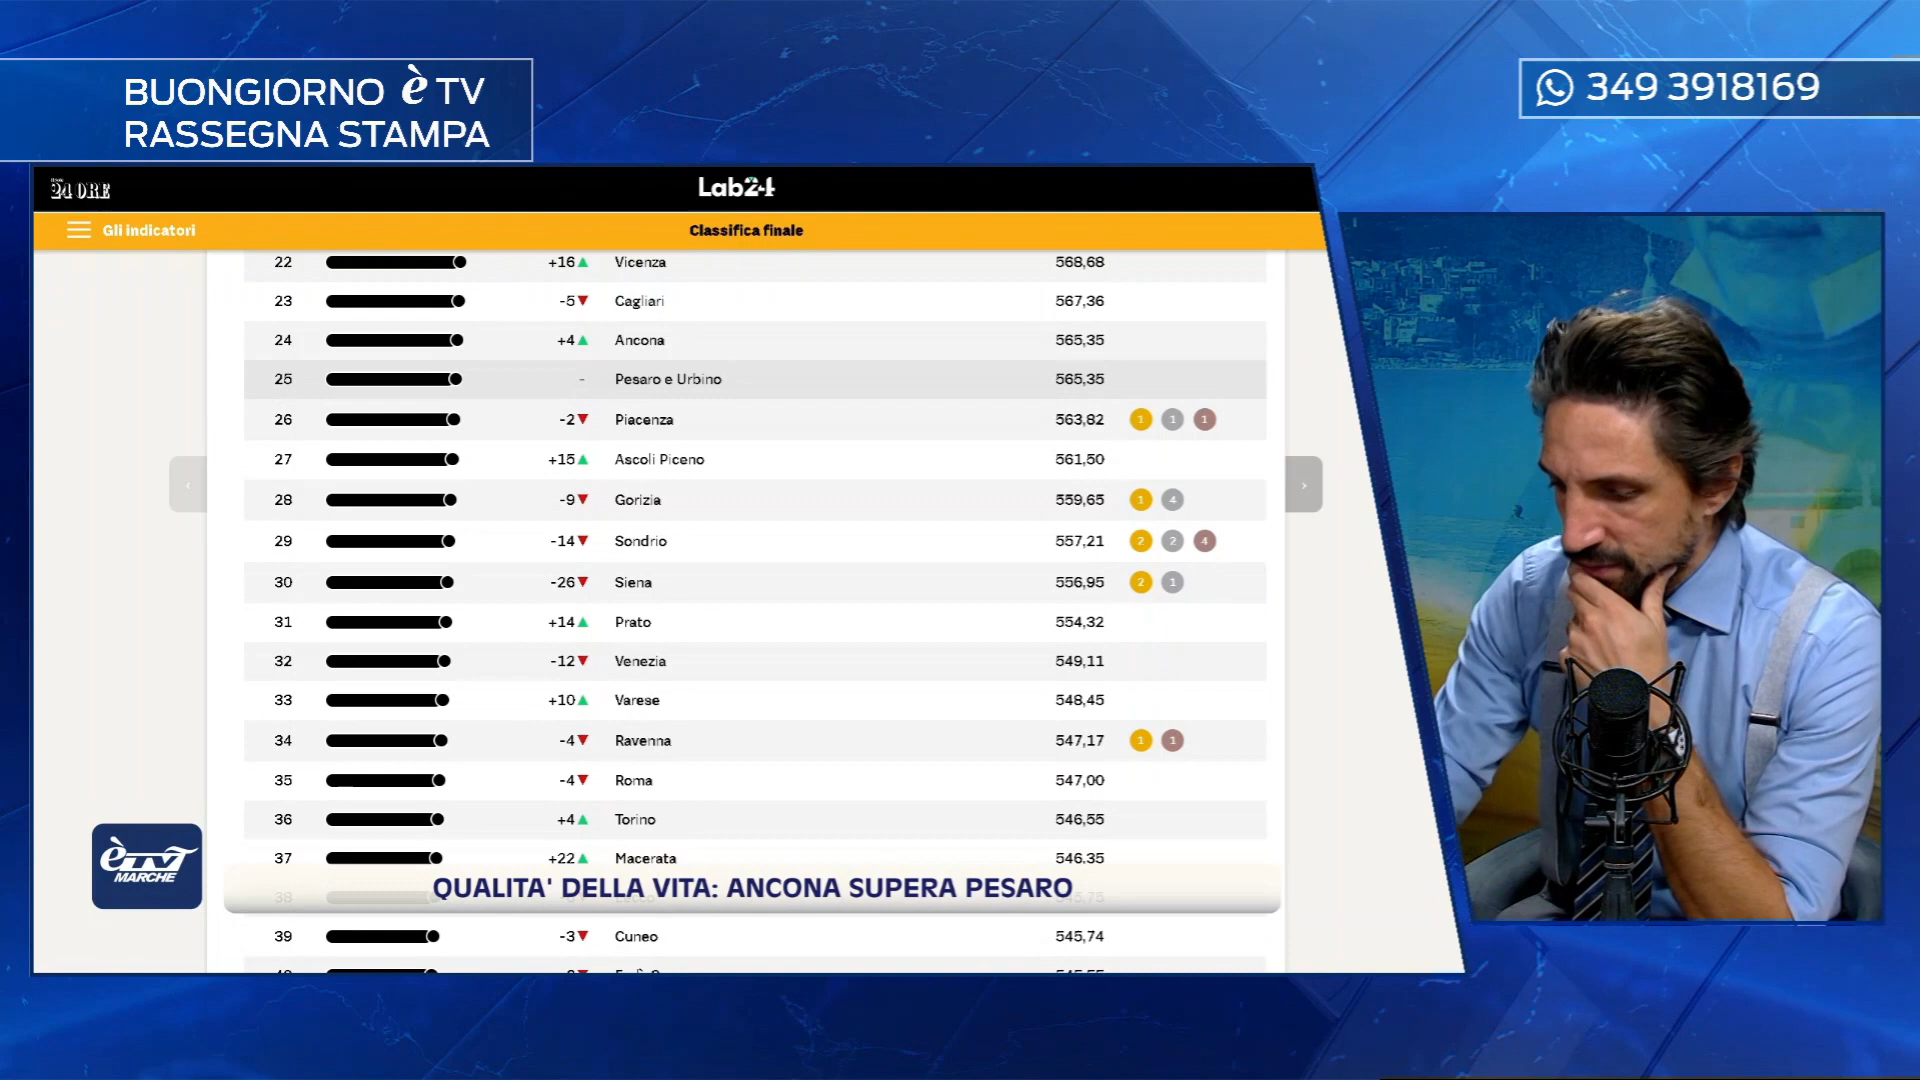 BUONGIORNO è TV
RASSEGNA STAMPA
349 3918169
24 ORE
Lab24
Gli indicatori
Classifica finale
22 +16 Vicenza 568,68
23 -5 Cagliari 567,36
24 +4 Ancona 565,35
25 - Pesaro e Urbino 565,35
26 -2 Piacenza 563,82 1 1 1
27 +15 Ascoli Piceno 561,50
28 -9 Gorizia 559,65 1 4
29 -14 Sondrio 557,21 2 2 4
30 -26 Siena 556,95 2 1
31 +14 Prato 554,32
32 -12 Venezia 549,11
33 +10 Varese 548,45
34 -4 Ravenna 547,17 1 1
35 -4 Roma 547,00
36 +4 Torino 546,55
37 +22 Macerata 546,35
38
QUALITA' DELLA VITA: ANCONA SUPERA PESARO
39 -3 Cuneo 545,74
èTV
MARCHE